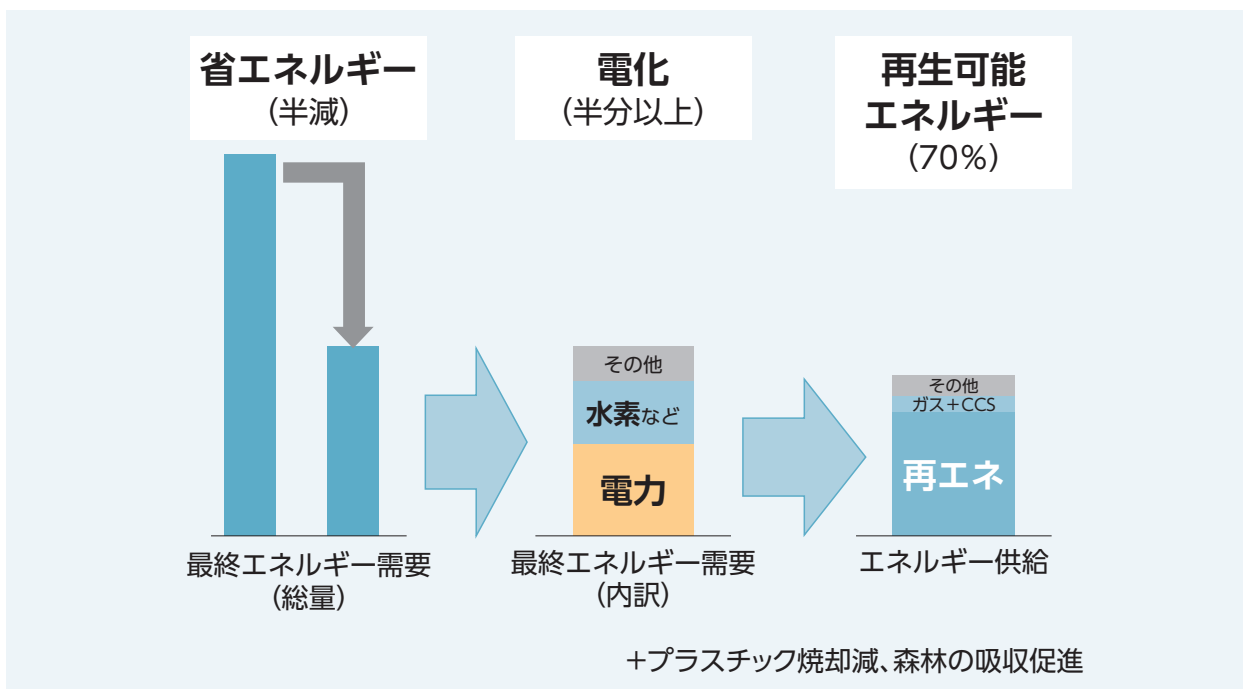 省エネルギー
(半減)
最終エネルギー需要
(総量)
電化
(半分以上)
その他
水素など
電力
最終エネルギー需要
(内訳)
再生可能
エネルギー
(70%)
その他
ガス+CCS
再エネ
エネルギー供給
+プラスチック焼却減、森林の吸収促進